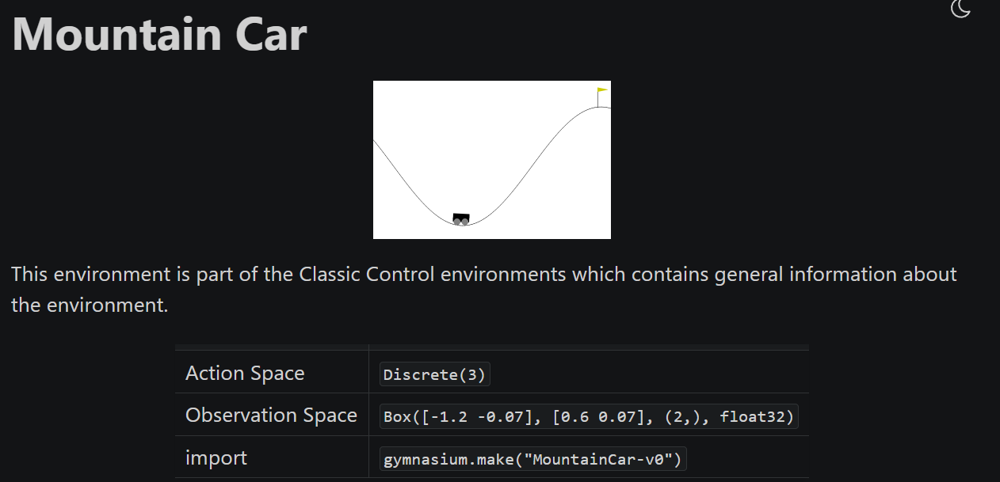 Mountain Car
This environment is part of the Classic Control environments which contains general information about
the environment.
Action Space Discrete(3)
Observation Space Box([-1.2 -0.07], [0.6 0.07], (2,), float32)
import gymnasium.make("MountainCar-v0")